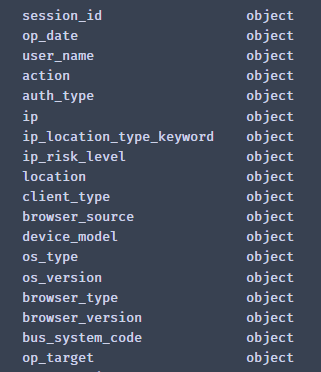 session_id object
op_date object
user_name object
action object
auth_type object
ip object
ip_location_type_keyword object
ip_risk_level object
location object
client_type object
browser_source object
device_model object
os_type object
os_version object
browser_type object
browser_version object
bus_system_code object
op_target object